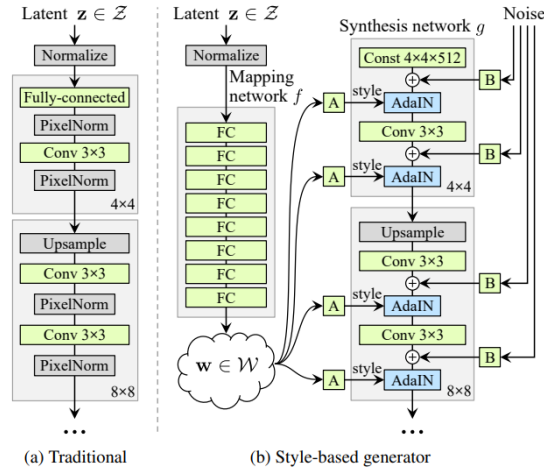 Latent z ∈ Z
Normalize
Fully-connected
PixelNorm
Conv 3×3
PixelNorm
4×4
Upsample
Conv 3×3
PixelNorm
Conv 3×3
PixelNorm
8×8
...
(a) Traditional
Latent z ∈ Z
Normalize
Mapping
network f
FC
FC
FC
FC
FC
FC
FC
FC
w ∈ W
Synthesis network g
Noise
Const 4×4×512
B
A
style
AdaIN
Conv 3×3
B
A
style
AdaIN
4×4
Upsample
Conv 3×3
B
A
style
AdaIN
Conv 3×3
B
A
style
AdaIN
8×8
...
(b) Style-based generator